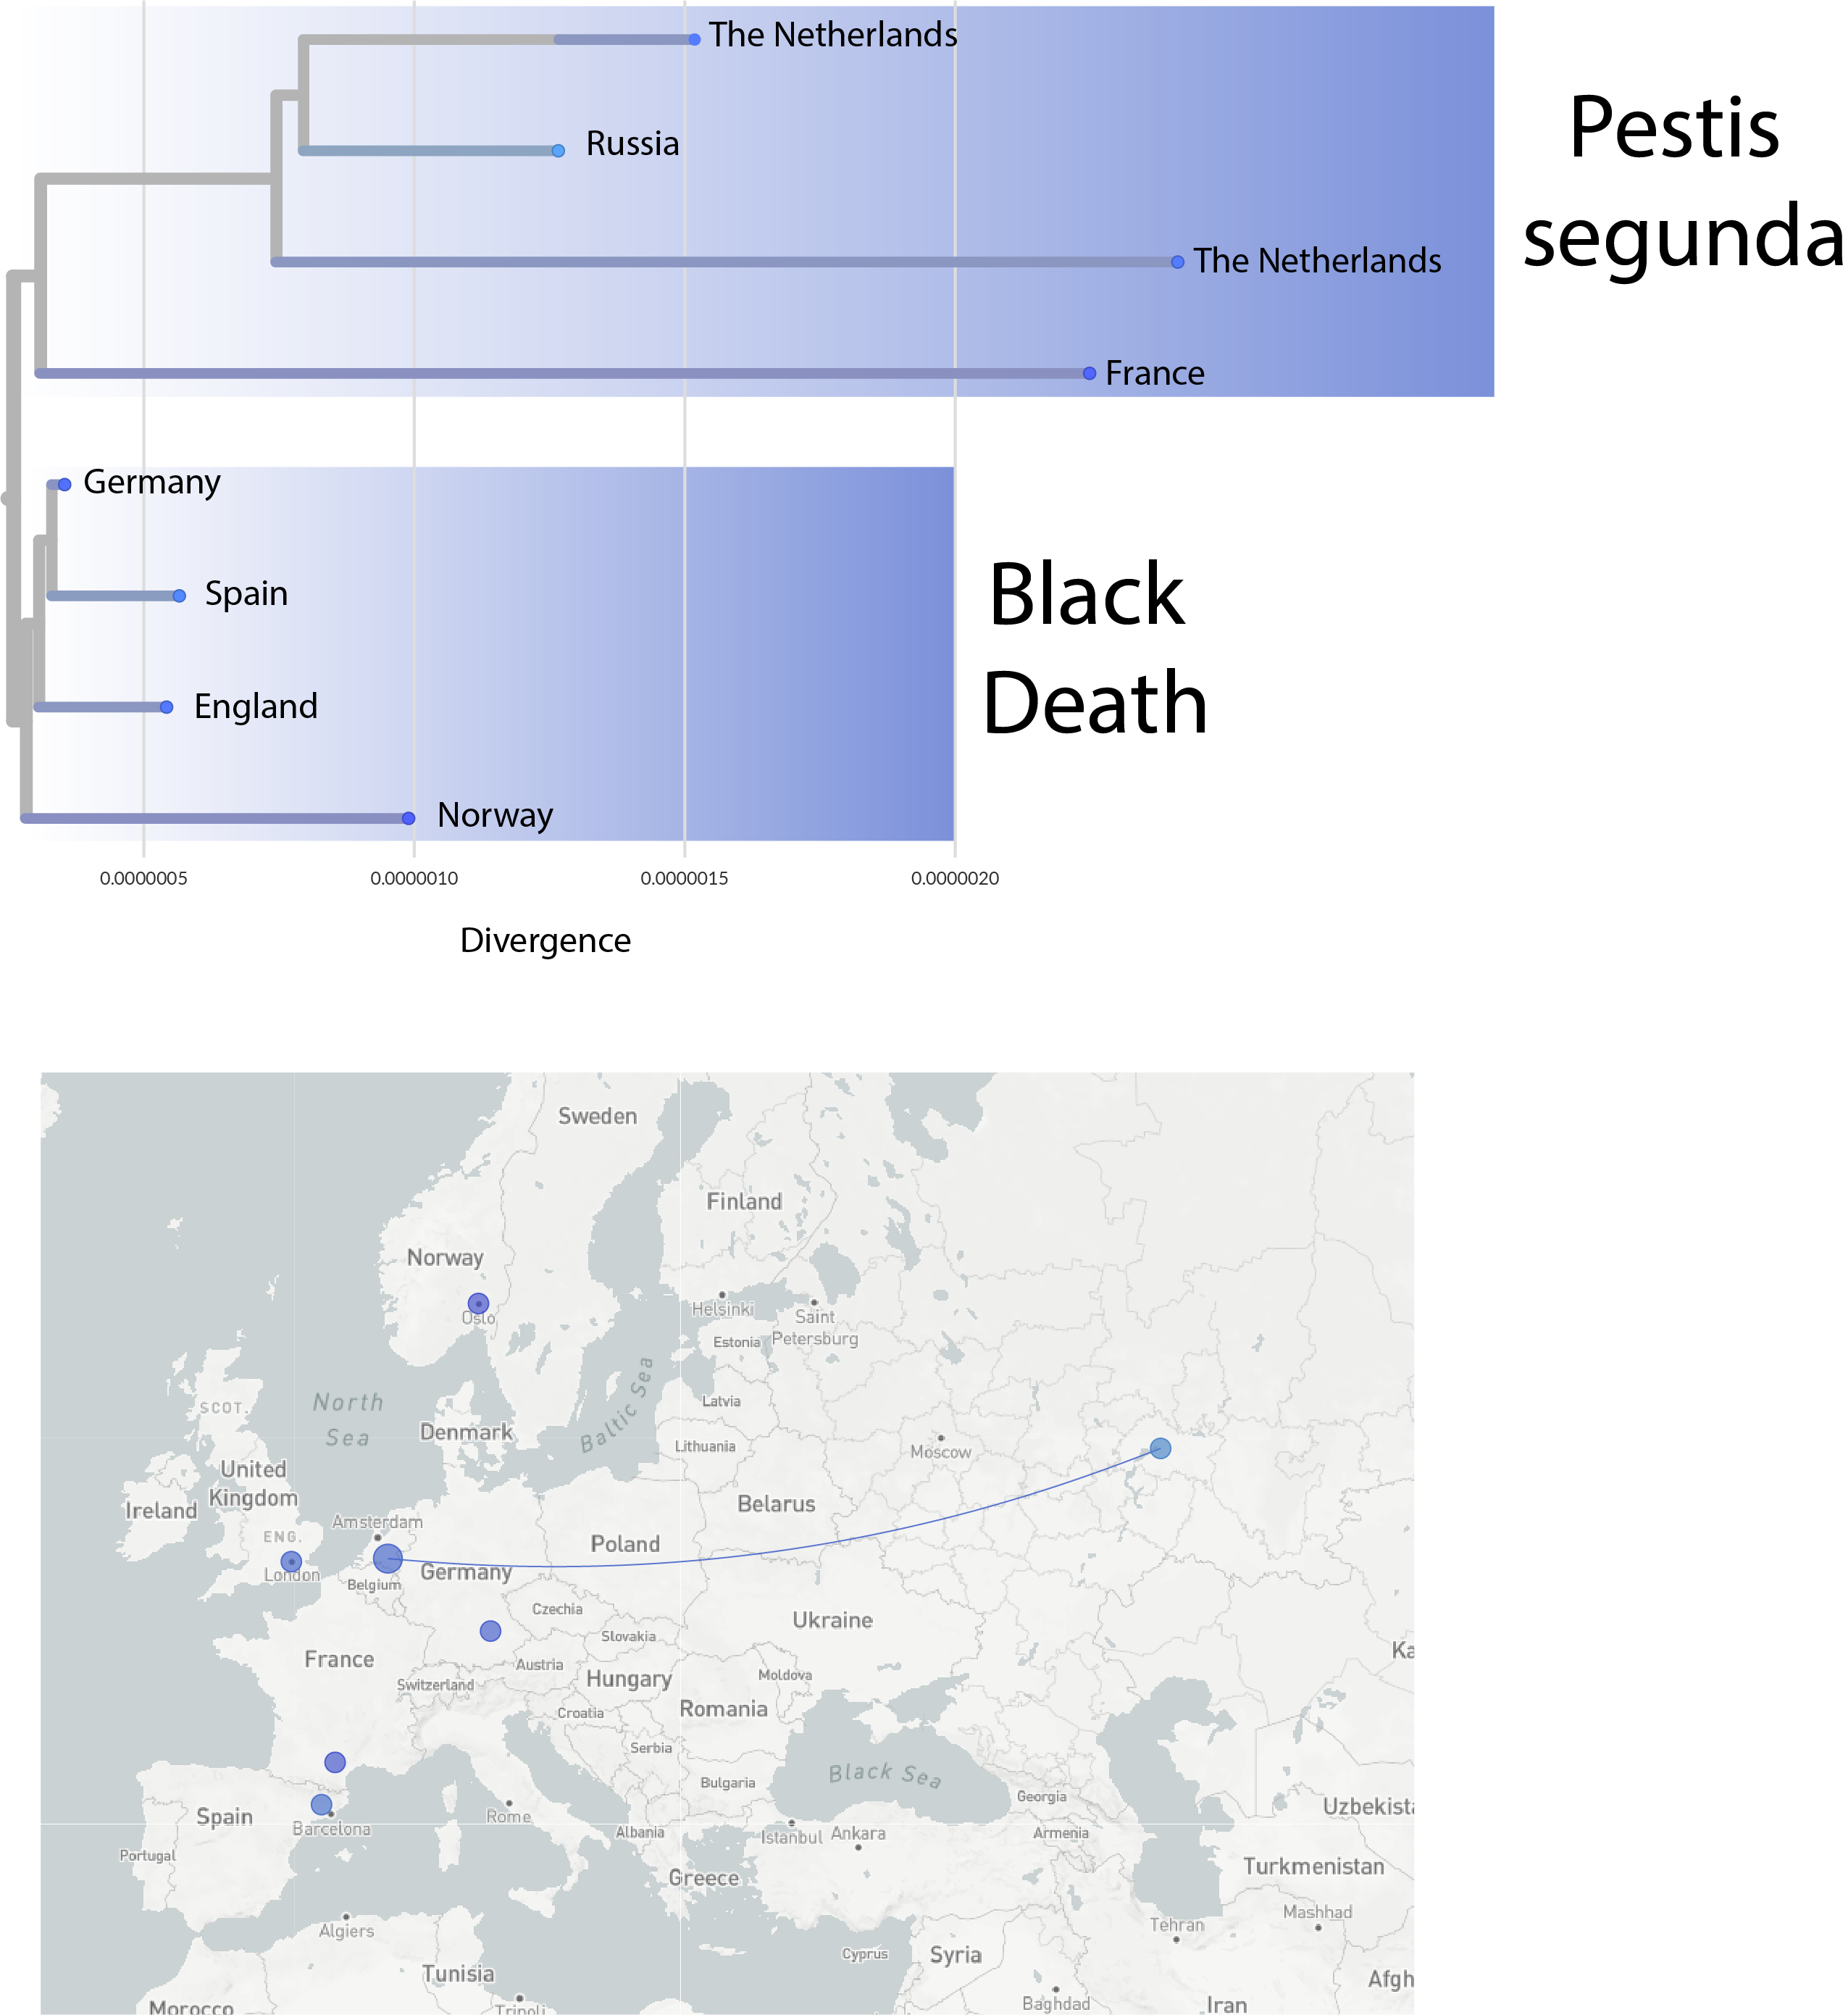 The Netherlands
Russia
The Netherlands
France
Pestis
segunda
Germany
Spain
England
Norway
Black
Death
0.0000005 0.0000010 0.0000015 0.0000020
Divergence
Sweden
Finland
Norway
Oslo
Helsinki
Saint
Petersburg
Estonia
North
Sea
Baltic Sea
SCOT.
Latvia
Denmark
Lithuania
Moscow
United
Kingdom
Ireland
Belarus
Amsterdam
ENG.
Poland
London
Belgium
Germany
Czechia
Ukraine
Slovakia
France
Austria
Switzerland
Hungary
Moldova
Ka
Romania
Croatia
Serbia
Black Sea
Bulgaria
Georgia
Uzbekista
Spain
Barcelona
Rome
Albania
Istanbul
Ankara
Armenia
Portugal
Greece
Turkmenistan
Algiers
Tehran
Mashhad
Cyprus
Syria
Tunisia
Afgh
Morocco
Tripoli
Baghdad
Iran